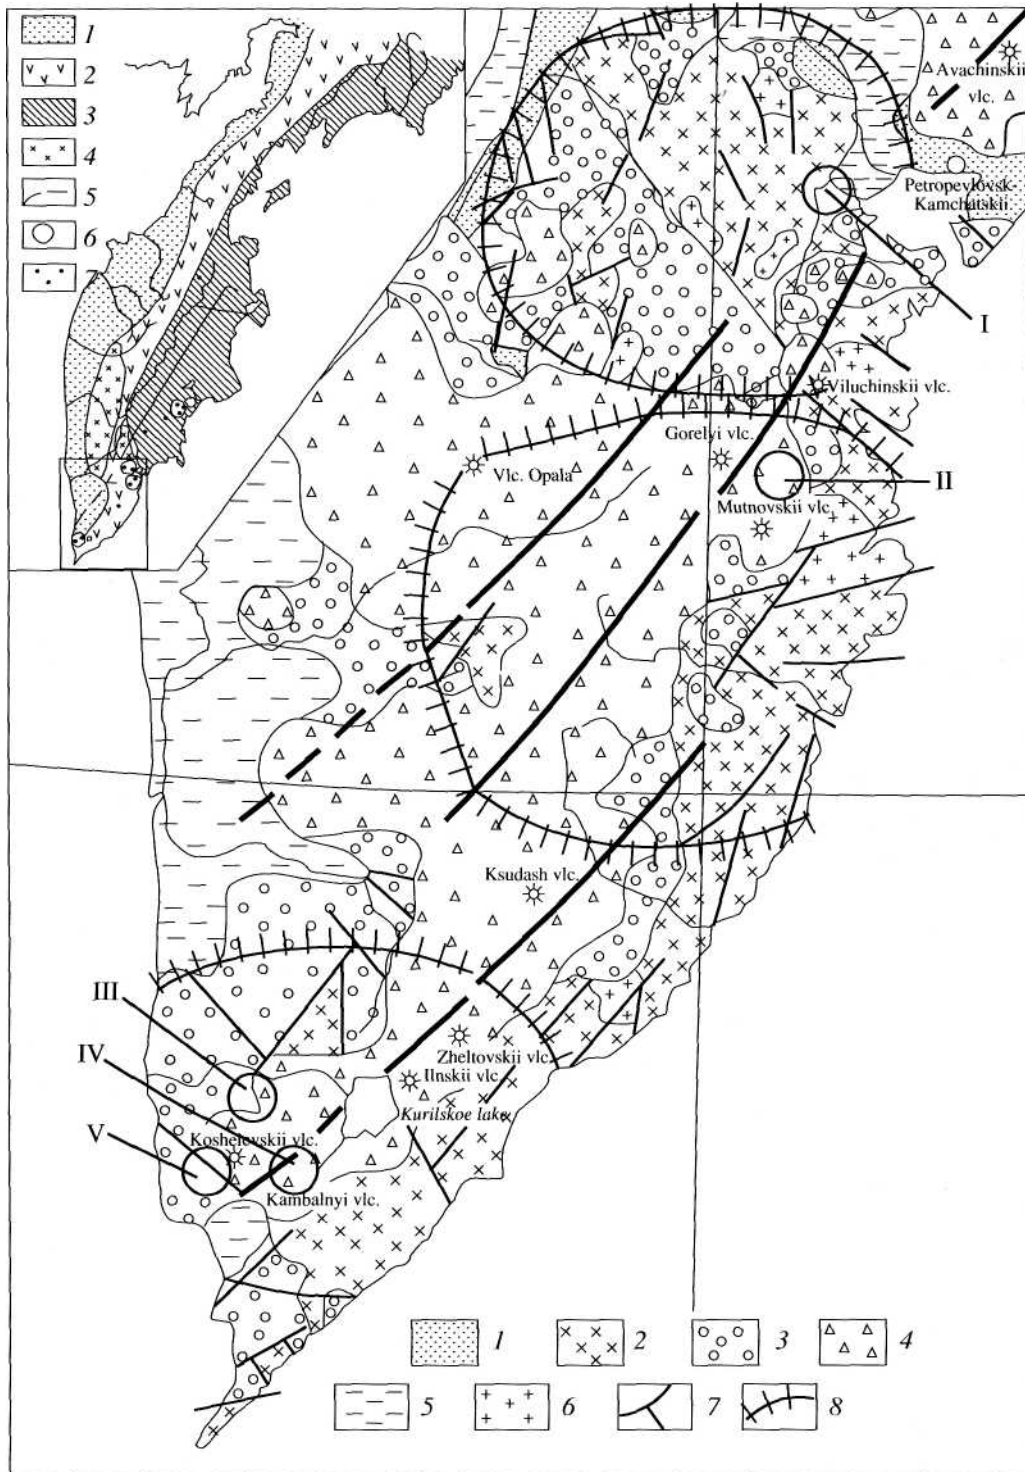 1
2
3
4
5
6
7
Avachinskii
vlc.
Petropevlovsk-
Kamchatskii
I
Viluchinskii vlc.
Gorelyi vlc.
Vlc. Opala
II
Mutnovskii vlc.
Ksudash vlc.
III
Zheltovskii vlc.
IV
Ilnskii vlc.
Kurilskoe lake
V
Koshelevskii vlc.
Kambalnyi vlc.
1
2
3
4
5
6
7
8